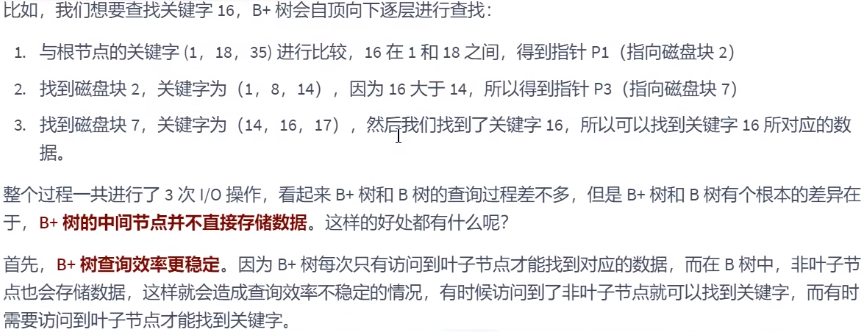 比如，我们想要查找关键字 16，B+ 树会自顶向下逐层进行查找：
1. 与根节点的关键字 (1，18，35) 进行比较，16 在 1 和 18 之间，得到指针 P1（指向磁盘块 2）
2. 找到磁盘块 2，关键字为（1，8，14），因为 16 大于 14，所以得到指针 P3（指向磁盘块 7）
3. 找到磁盘块 7，关键字为（14，16，17），然后我们找到了关键字 16，所以可以找到关键字 16 所对应的数
据。
整个过程一共进行了 3 次 I/O 操作，看起来 B+ 树和 B 树的查询过程差不多，但是 B+ 树和 B 树有个根本的差异在
于，B+ 树的中间节点并不直接存储数据。这样的好处都有什么呢？
首先，B+ 树查询效率更稳定。因为 B+ 树每次只有访问到叶子节点才能找到对应的数据，而在 B 树中，非叶子节
点也会存储数据，这样就会造成查询效率不稳定的情况，有时候访问到了非叶子节点就可以找到关键字，而有时
需要访问到叶子节点才能找到关键字。